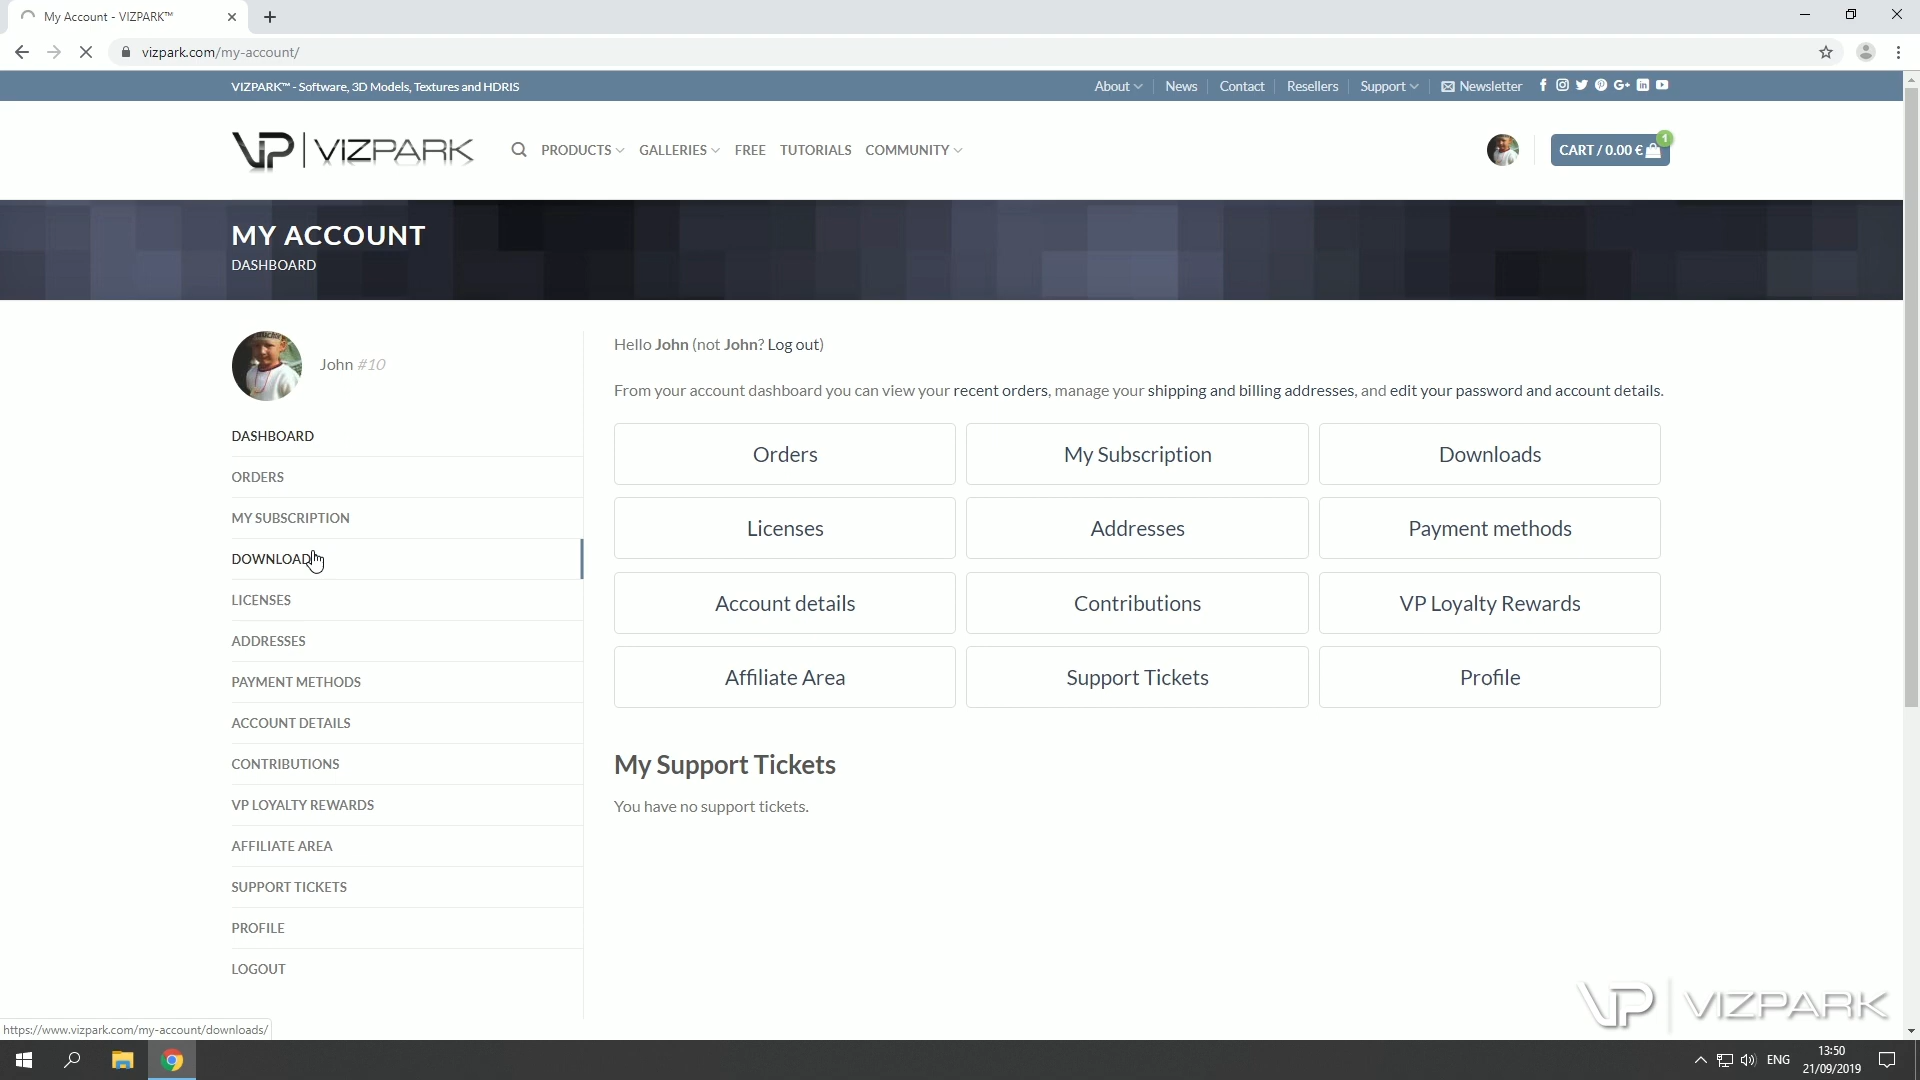 My Account - VIZPARK™
vizpark.com/my-account/
VIZPARK™ - Software, 3D Models, Textures and HDRIS
About
News
Contact
Resellers
Support
Newsletter
VP | VIZPARK
PRODUCTS
GALLERIES
FREE
TUTORIALS
COMMUNITY
CART / 0.00 €
1
MY ACCOUNT
DASHBOARD
John #10
DASHBOARD
ORDERS
MY SUBSCRIPTION
DOWNLOADS
LICENSES
ADDRESSES
PAYMENT METHODS
ACCOUNT DETAILS
CONTRIBUTIONS
VP LOYALTY REWARDS
AFFILIATE AREA
SUPPORT TICKETS
PROFILE
LOGOUT
Hello John (not John? Log out)
From your account dashboard you can view your recent orders, manage your shipping and billing addresses, and edit your password and account details.
Orders
My Subscription
Downloads
Licenses
Addresses
Payment methods
Account details
Contributions
VP Loyalty Rewards
Affiliate Area
Support Tickets
Profile
My Support Tickets
You have no support tickets.
VP | VIZPARK
https://www.vizpark.com/my-account/downloads/
ENG
13:50
21/09/2019